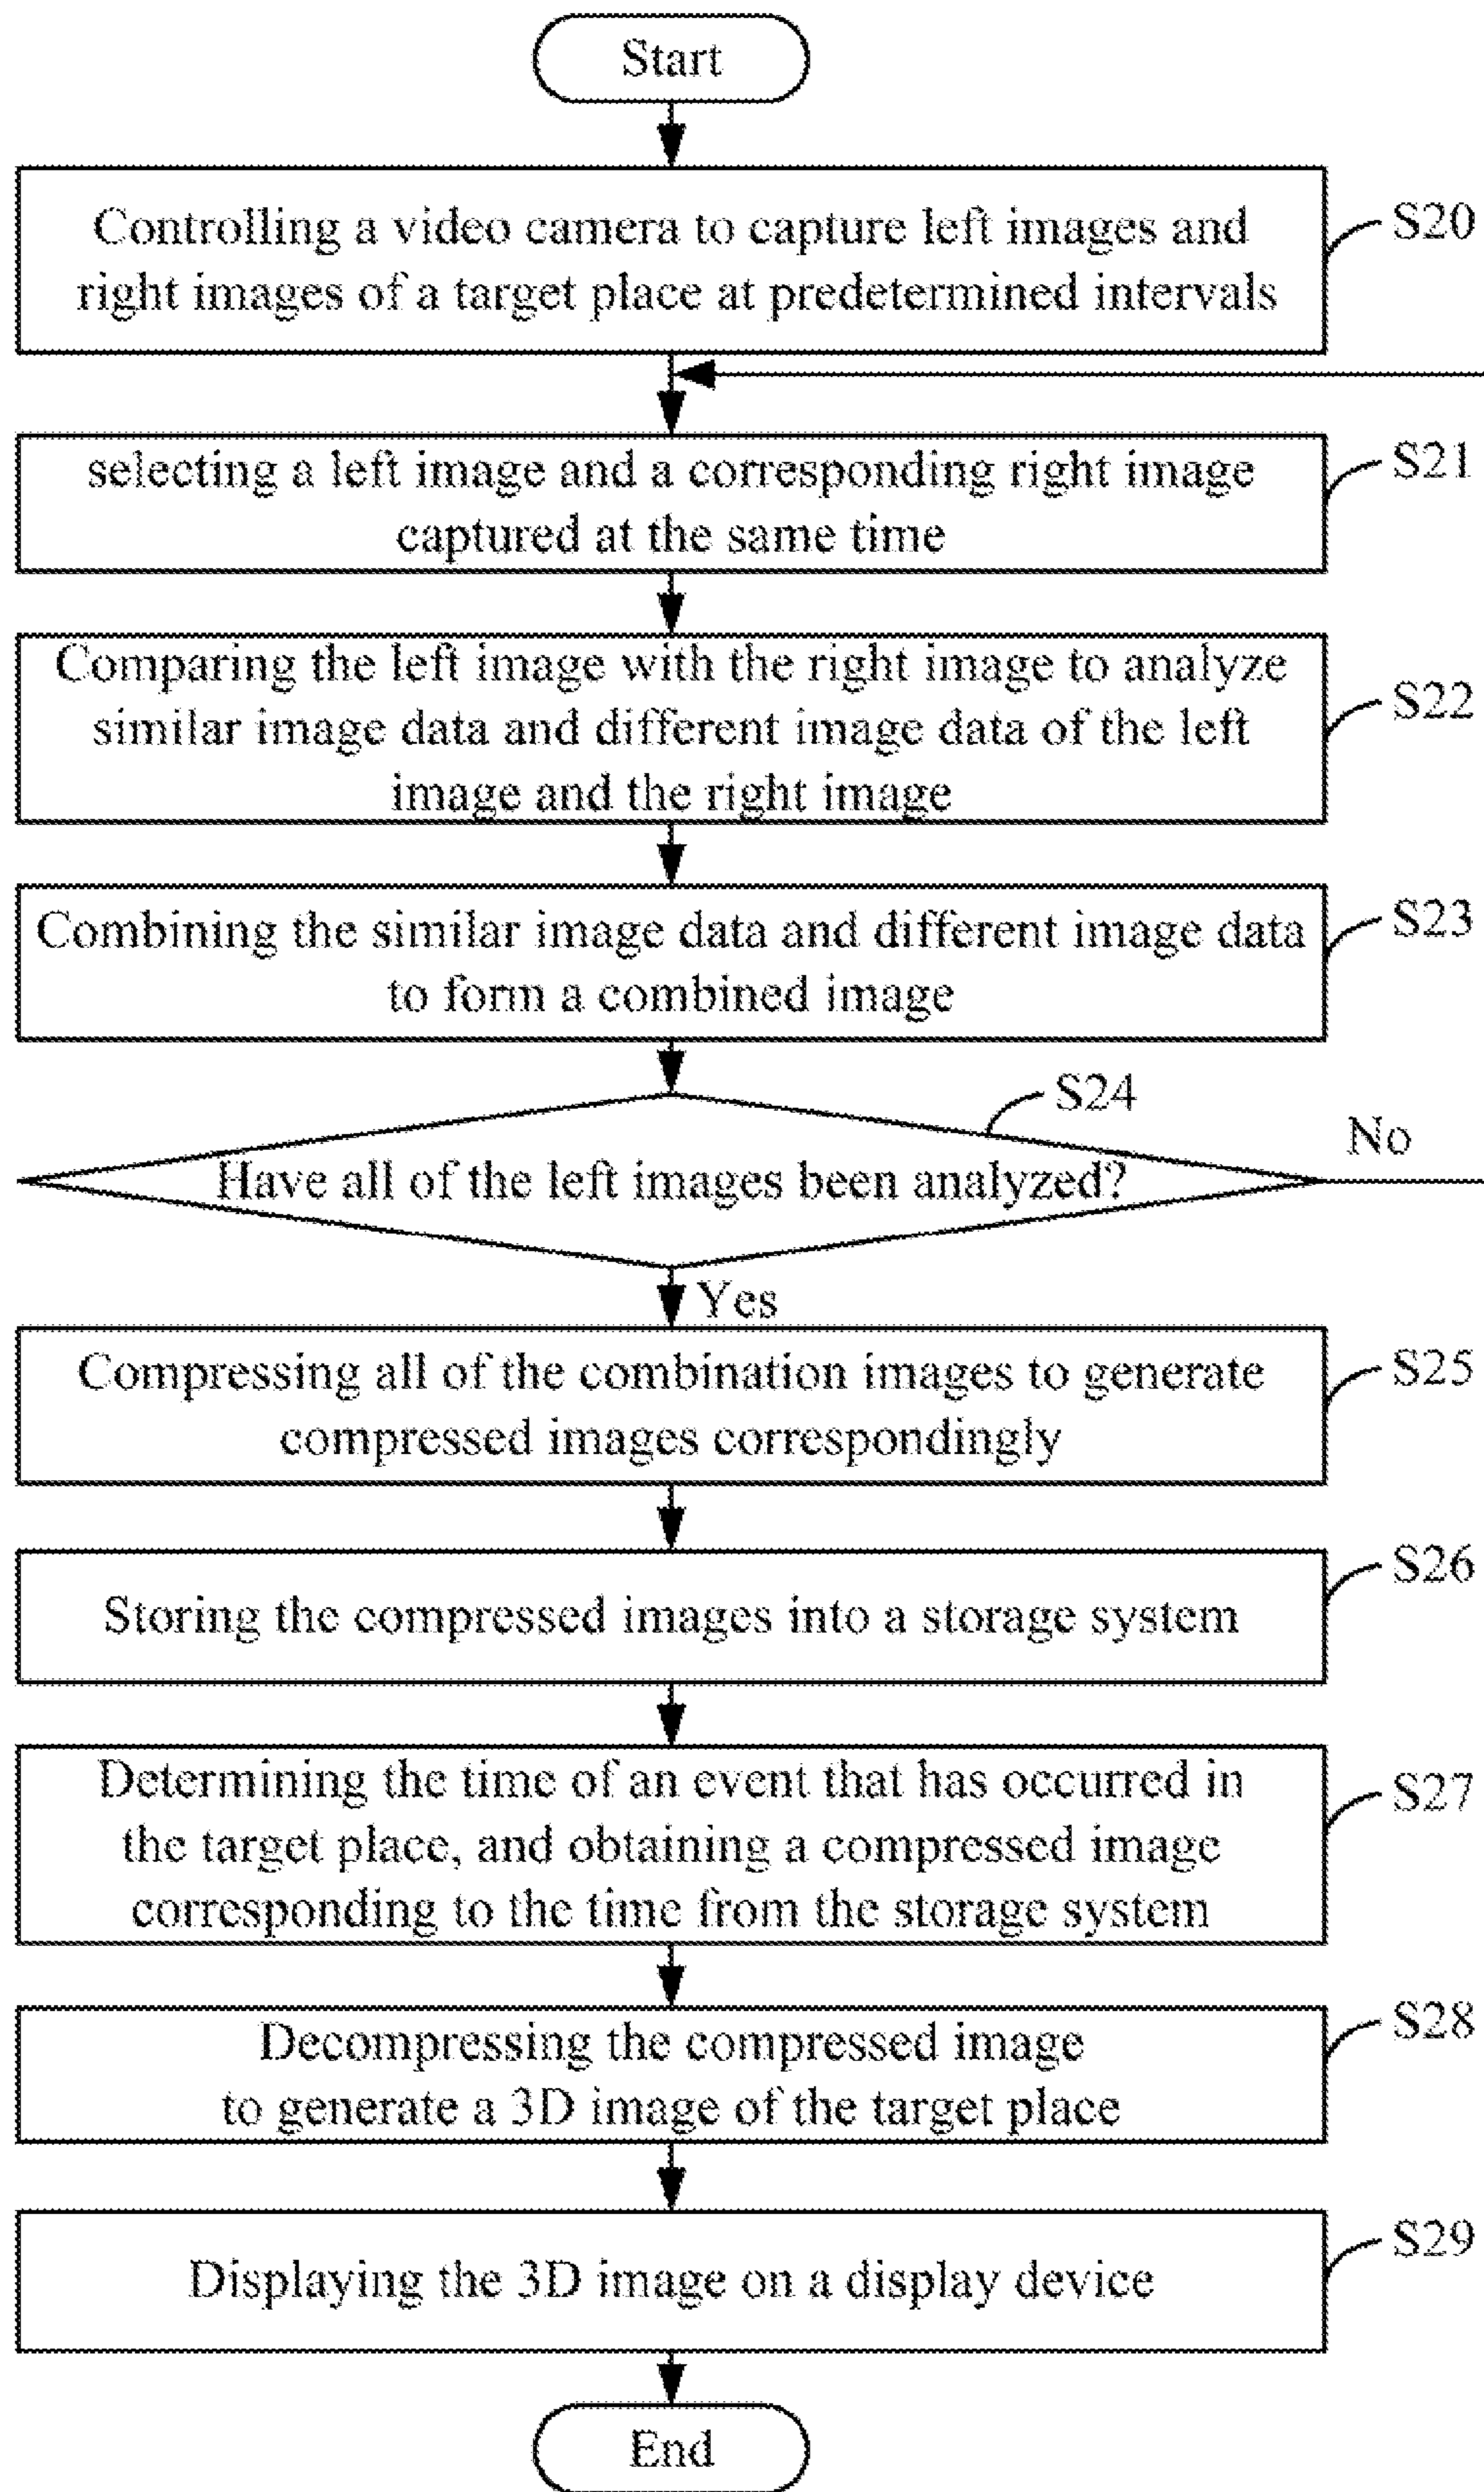 Start
Controlling a video camera to capture left images and
right images of a target place at predetermined intervals
S20
selecting a left image and a corresponding right image
captured at the same time
S21
Comparing the left image with the right image to analyze
similar image data and different image data of the left
image and the right image
S22
Combining the similar image data and different image data
to form a combined image
S23
S24
Have all of the left images been analyzed?
No
Yes
Compressing all of the combination images to generate
compressed images correspondingly
S25
Storing the compressed images into a storage system
S26
Determining the time of an event that has occurred in
the target place, and obtaining a compressed image
corresponding to the time from the storage system
S27
Decompressing the compressed image
to generate a 3D image of the target place
S28
Displaying the 3D image on a display device
S29
End